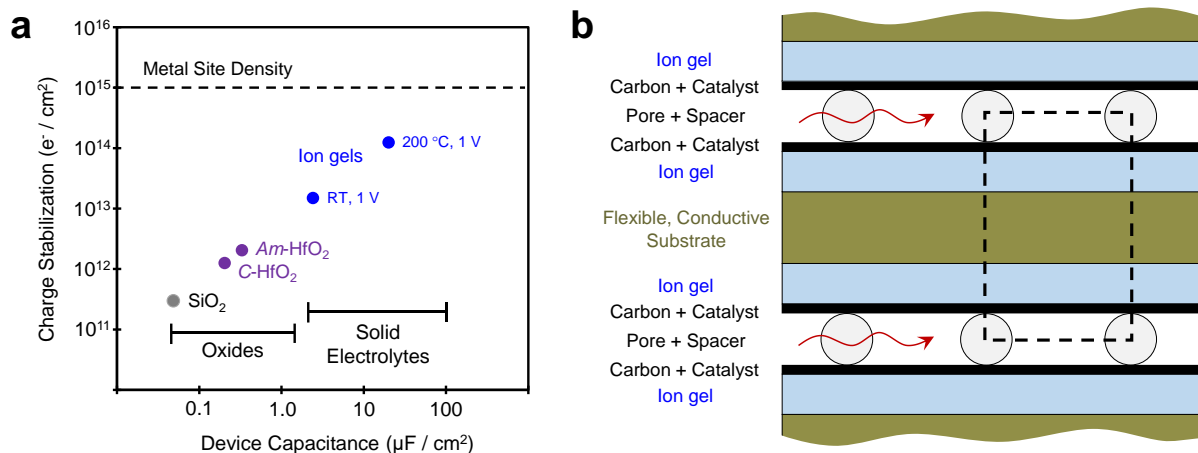 a
Charge Stabilization (e⁻ / cm²)
10¹⁶
10¹⁵
10¹⁴
10¹³
10¹²
10¹¹
Metal Site Density
Ion gels
200 °C, 1 V
RT, 1 V
Am-HfO₂
C-HfO₂
SiO₂
Oxides
Solid
Electrolytes
0.1
1.0
10
100
Device Capacitance (µF / cm²)
b
Ion gel
Carbon + Catalyst
Pore + Spacer
Carbon + Catalyst
Ion gel
Flexible, Conductive
Substrate
Ion gel
Carbon + Catalyst
Pore + Spacer
Carbon + Catalyst
Ion gel